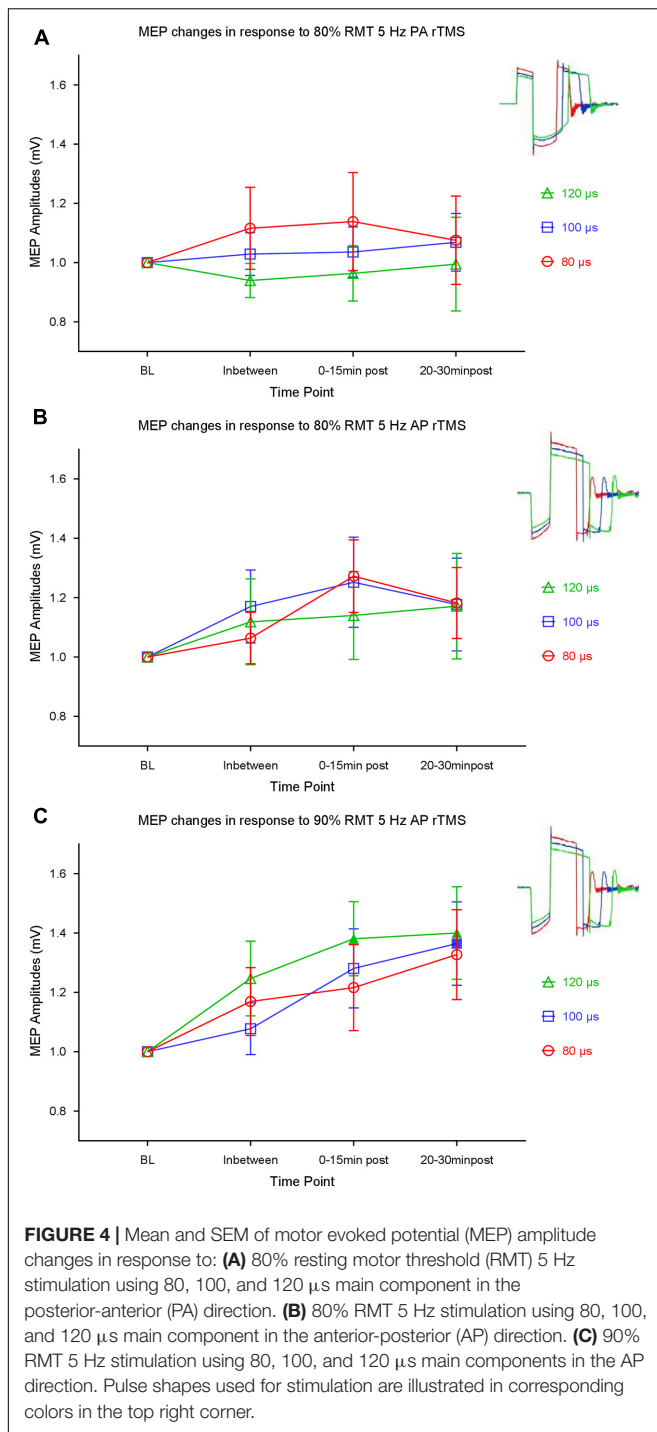 A
MEP changes in response to 80% RMT 5 Hz PA rTMS
MEP Amplitudes (mV)
1.6
1.4
1.2
1.0
0.8
BL
Inbetween
0-15min post
20-30minpost
Time Point
120 µs
100 µs
80 µs
B
MEP changes in response to 80% RMT 5 Hz AP rTMS
MEP Amplitudes (mV)
1.6
1.4
1.2
1.0
0.8
BL
Inbetween
0-15min post
20-30minpost
Time Point
120 µs
100 µs
80 µs
C
MEP changes in response to 90% RMT 5 Hz AP rTMS
MEP Amplitudes (mV)
1.6
1.4
1.2
1.0
0.8
BL
Inbetween
0-15min post
20-30minpost
Time Point
120 µs
100 µs
80 µs
FIGURE 4 | Mean and SEM of motor evoked potential (MEP) amplitude
changes in response to: (A) 80% resting motor threshold (RMT) 5 Hz
stimulation using 80, 100, and 120 µs main component in the
posterior-anterior (PA) direction. (B) 80% RMT 5 Hz stimulation using 80, 100,
and 120 µs main component in the anterior-posterior (AP) direction. (C) 90%
RMT 5 Hz stimulation using 80, 100, and 120 µs main components in the AP
direction. Pulse shapes used for stimulation are illustrated in corresponding
colors in the top right corner.